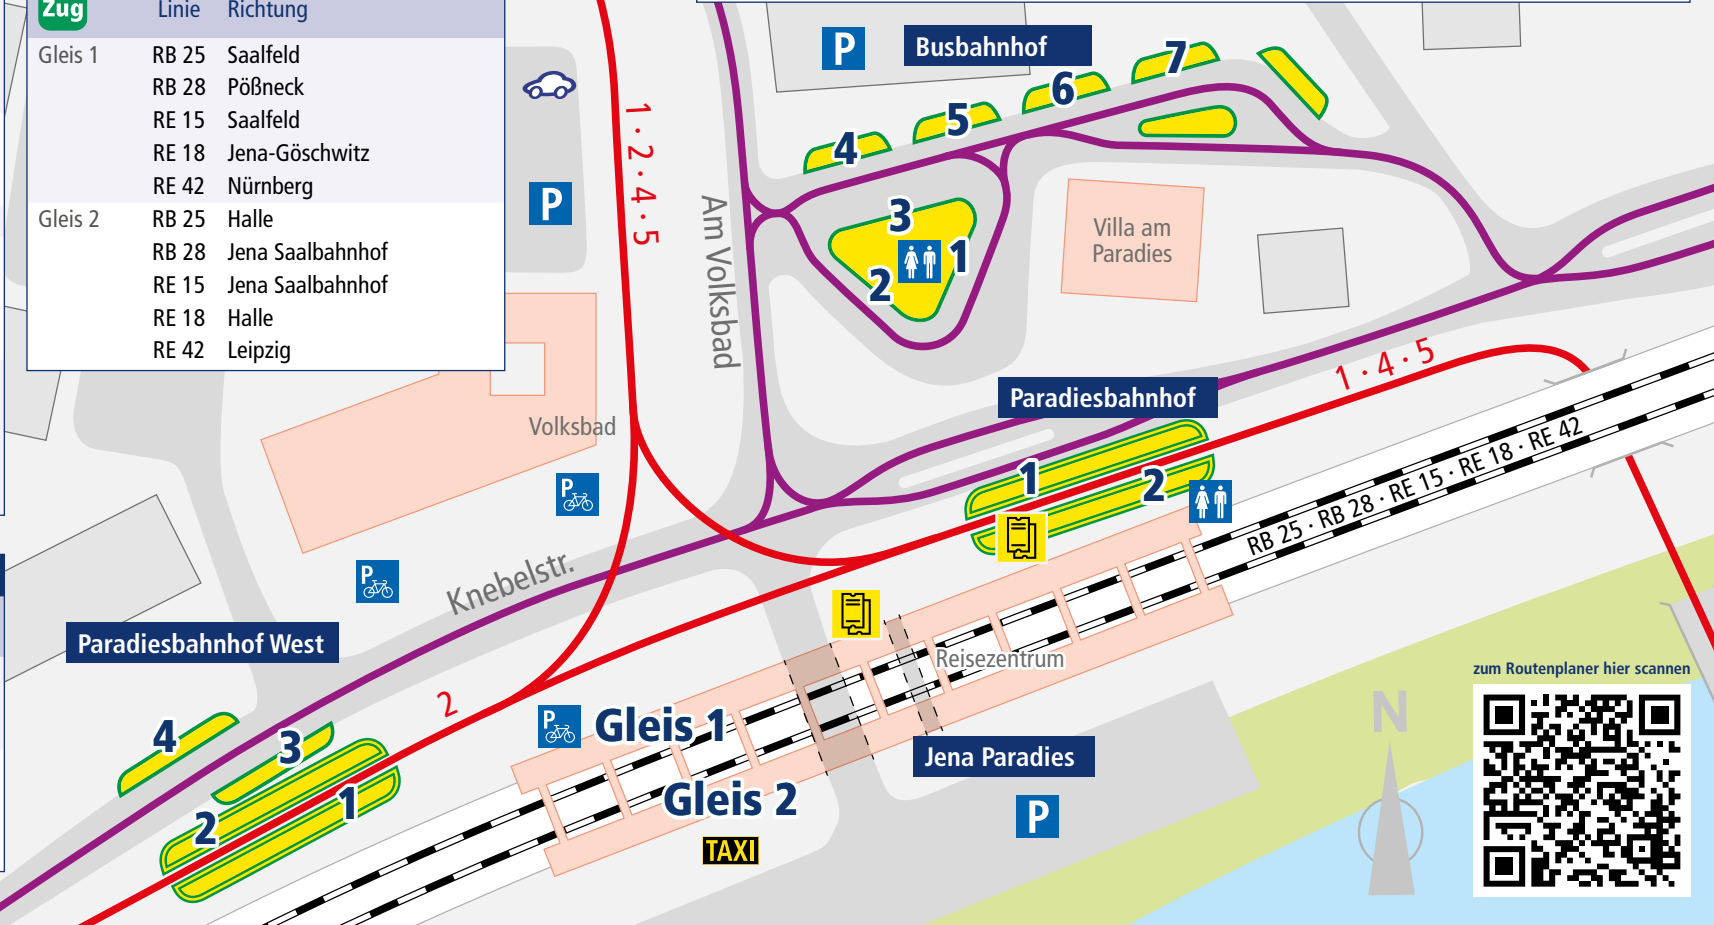 Zug Linie Richtung
Gleis 1 RB 25 Saalfeld
RB 28 Pößneck
RE 15 Saalfeld
RE 18 Jena-Göschwitz
RE 42 Nürnberg
Gleis 2 RB 25 Halle
RB 28 Jena Saalbahnhof
RE 15 Jena Saalbahnhof
RE 18 Halle
RE 42 Leipzig
P
Busbahnhof
7
6
5
4
1 · 2 · 4 · 5
P
Am Volksbad
3
1
2
Villa am
Paradies
Paradiesbahnhof
1 · 4 · 5
Volksbad
1
2
P
RB 25 · RB 28 · RE 15 · RE 18 · RE 42
Knebelstr.
P
Paradiesbahnhof West
Reisezentrum
zum Routenplaner hier scannen
2
P
Gleis 1
N
4
3
Jena Paradies
2
1
Gleis 2
P
TAXI